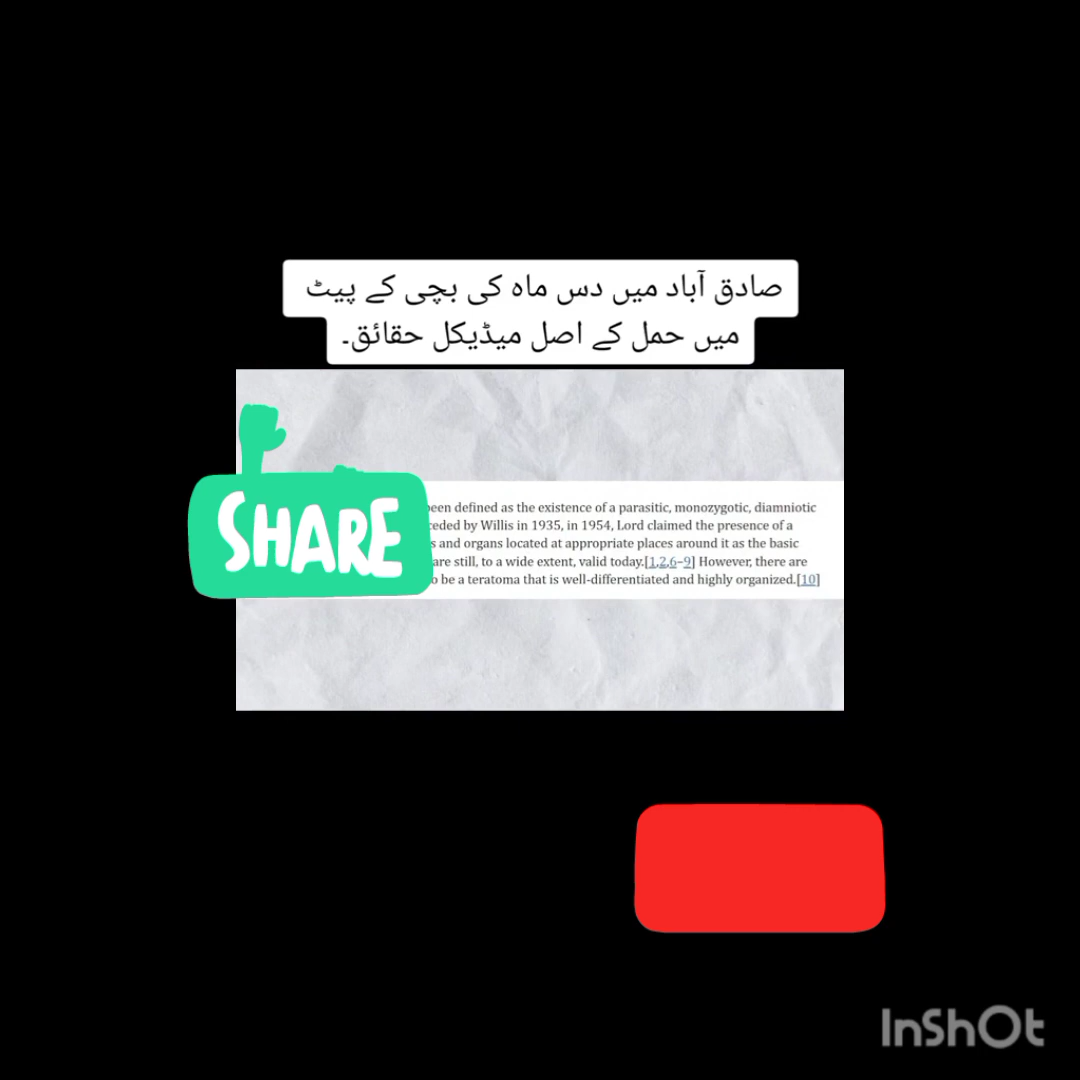 صادق آباد میں دس ماہ کی بچی کے پیٹ
میں حمل کے اصل میڈیکل حقائق۔
SHARE
been defined as the existence of a parasitic, monozygotic, diamniotic
by Willis in 1935, in 1954, Lord claimed the presence of a
and organs located at appropriate places around it as the basic
are still, to a wide extent, valid today.[1,2,6–9] However, there are
be a teratoma that is well-differentiated and highly organized.[10]
InShOt